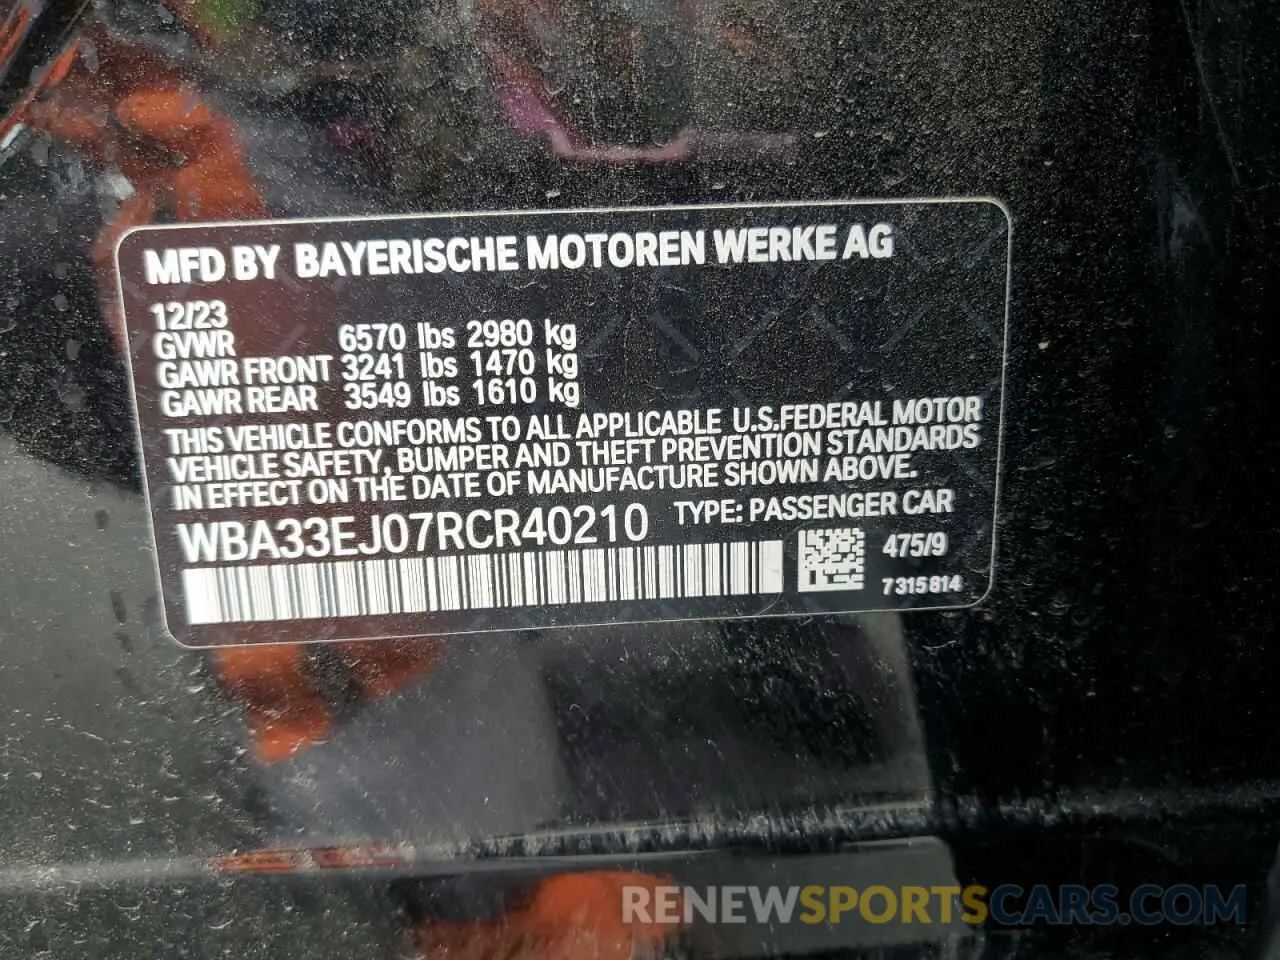 MFD BY BAYERISCHE MOTOREN WERKE AG
12/23
GVWR 6570 lbs 2980 kg
GAWR FRONT 3241 lbs 1470 kg
GAWR REAR 3549 lbs 1610 kg
THIS VEHICLE CONFORMS TO ALL APPLICABLE U.S.FEDERAL MOTOR
VEHICLE SAFETY, BUMPER AND THEFT PREVENTION STANDARDS
IN EFFECT ON THE DATE OF MANUFACTURE SHOWN ABOVE.
WBA33EJ07RCR40210 TYPE: PASSENGER CAR
475/9
7315814
RENEWSPORTSCARS.COM